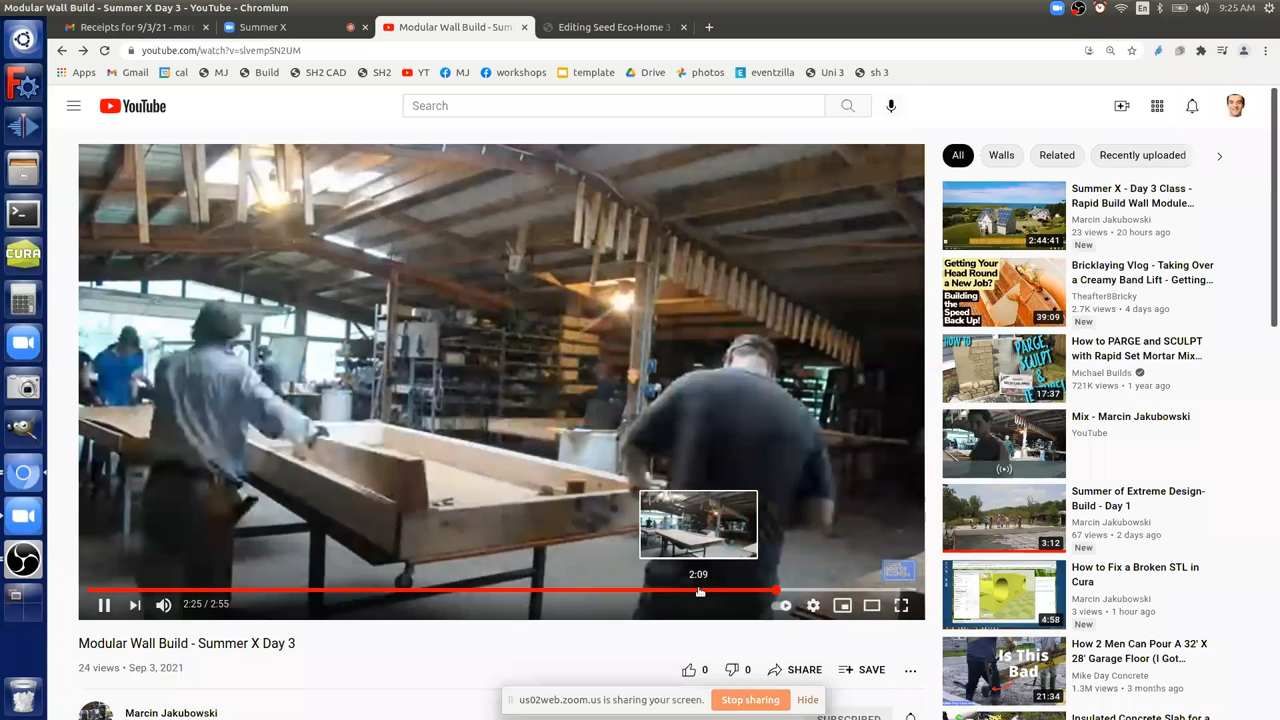 Modular Wall Build - Summer X Day 3 - YouTube - Chromium
En
9:25 AM
Receipts for 9/3/21 - marc
Summer X
Modular Wall Build - Sum
Editing Seed Eco-Home 3
youtube.com/watch?v=slvempSN2UM
Apps Gmail cal MJ Build SH2 CAD SH2 YT MJ workshops template Drive photos eventzilla Uni 3 sh 3
YouTube
Search
CURA
2:09
2:25 / 2:55
Modular Wall Build - Summer X Day 3
24 views • Sep 3, 2021
0 0 SHARE SAVE
Marcin Jakubowski
SUBSCRIBED
us02web.zoom.us is sharing your screen. Stop sharing Hide
All Walls Related Recently uploaded
2:44:41
Summer X - Day 3 Class -
Rapid Build Wall Module...
Marcin Jakubowski
23 views • 20 hours ago
New
Getting Your
Head Round
a New Job?
Building
the
Speed
Back Up!
39:09
Bricklaying Vlog - Taking Over
a Creamy Band Lift - Getting...
Theafter8Bricky
2.7K views • 4 days ago
New
HOW TO
PARGE
AND
SCULPT
&
17:37
How to PARGE and SCULPT
with Rapid Set Mortar Mix...
Michael Builds
721K views • 1 year ago
Mix - Marcin Jakubowski
YouTube
3:12
Summer of Extreme Design-
Build - Day 1
Marcin Jakubowski
67 views • 2 days ago
New
4:58
How to Fix a Broken STL in
Cura
Marcin Jakubowski
3 views • 1 hour ago
New
Is This
Bad
21:34
How 2 Men Can Pour A 32' X
28' Garage Floor (I Got...
Mike Day Concrete
1.3M views • 3 months ago
Insulated Concrete Slab for a